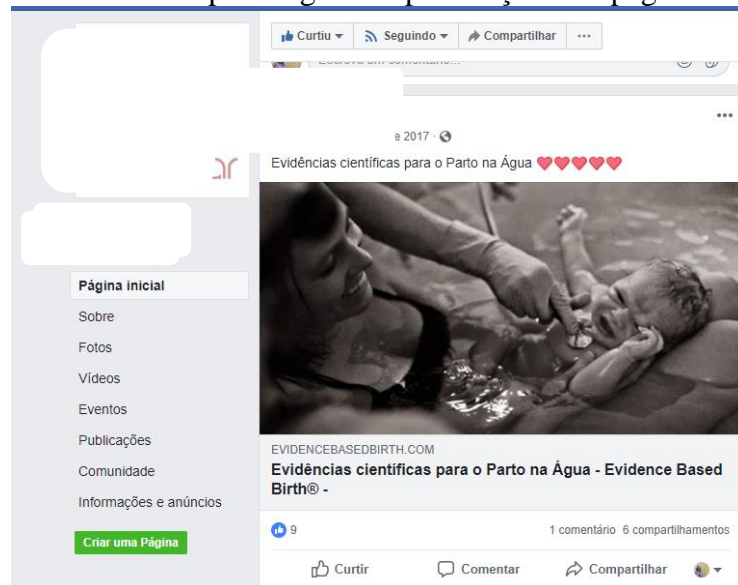 Curtiu
Seguindo
Compartilhar
e 2017
Evidências científicas para o Parto na Água
EVIDENCEBASEDBIRTH.COM
Evidências científicas para o Parto na Água - Evidence Based
Birth® -
9
1 comentário 6 compartilhamentos
Curtir
Comentar
Compartilhar
Página inicial
Sobre
Fotos
Vídeos
Eventos
Publicações
Comunidade
Informações e anúncios
Criar uma Página